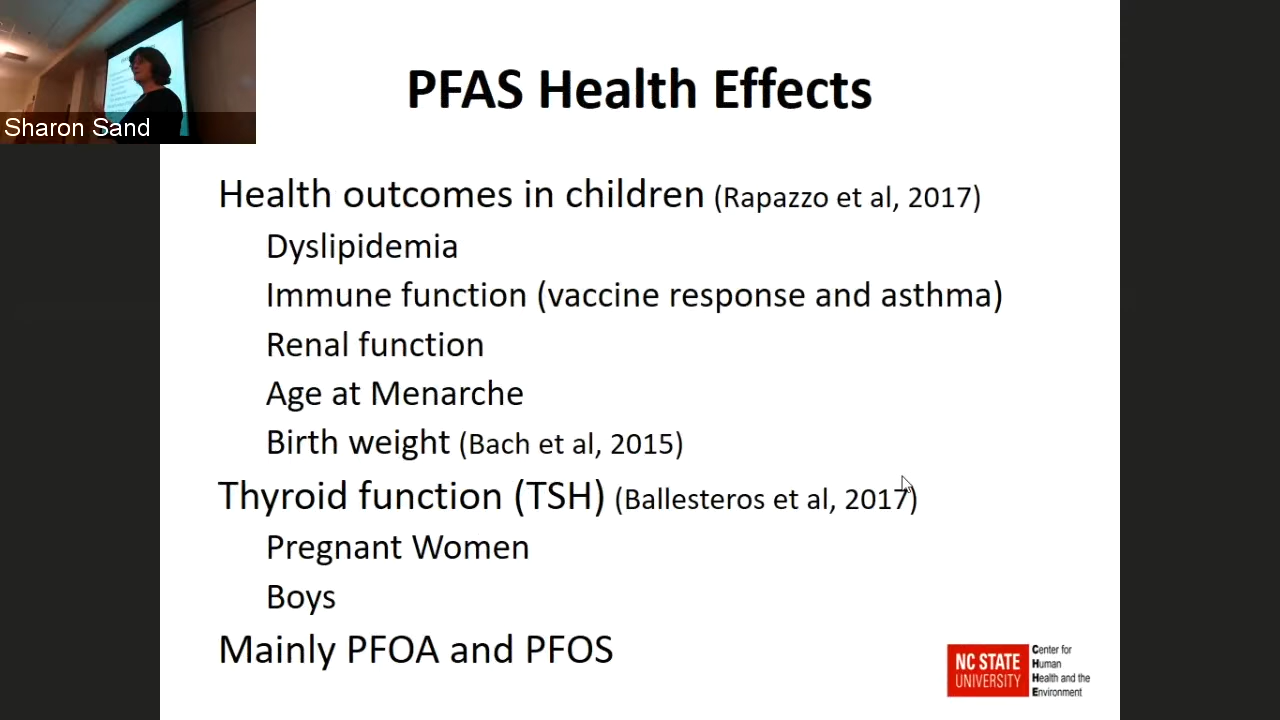 Sharon Sand
PFAS Health Effects
Health outcomes in children (Rapazzo et al, 2017)
Dyslipidemia
Immune function (vaccine response and asthma)
Renal function
Age at Menarche
Birth weight (Bach et al, 2015)
Thyroid function (TSH) (Ballesteros et al, 2017)
Pregnant Women
Boys
Mainly PFOA and PFOS
NC STATE
UNIVERSITY
Center for
Human
Health and the
Environment